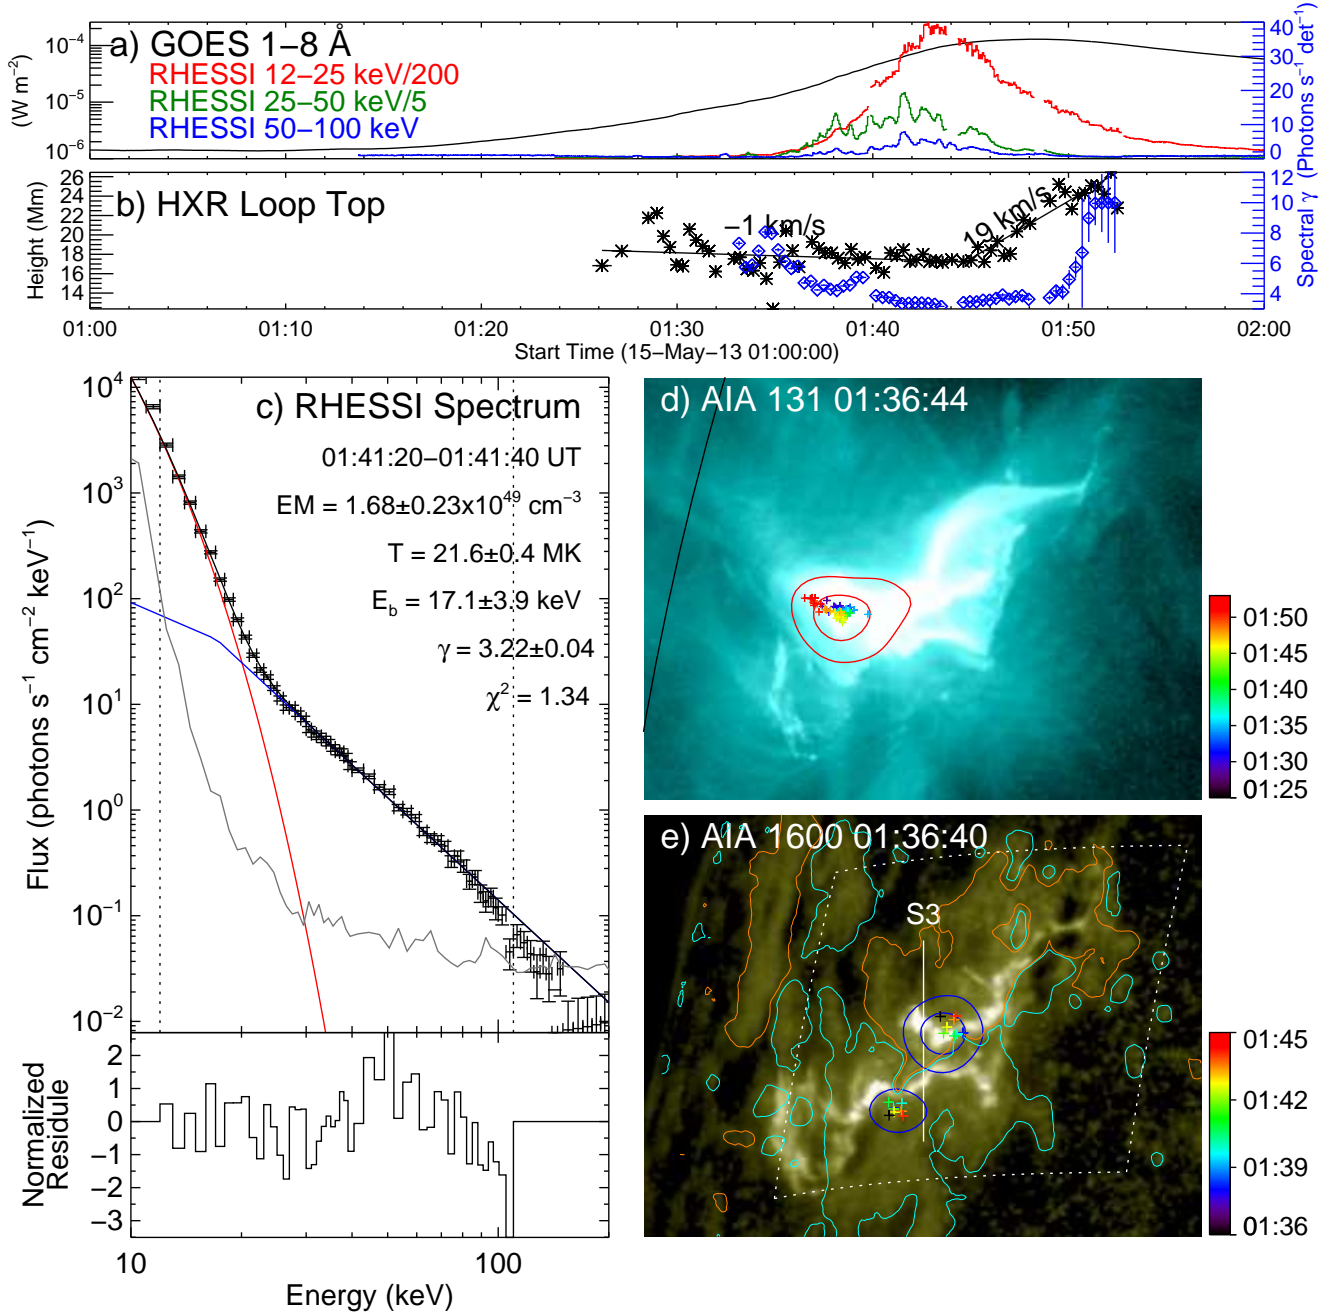 a) GOES 1–8 Å
RHESSI 12–25 keV/200
RHESSI 25–50 keV/5
RHESSI 50–100 keV
(W m⁻²)
10⁻⁴
10⁻⁵
10⁻⁶
40
30
20
10
0
(Photons s⁻¹ det⁻¹)
b) HXR Loop Top
Height (Mm)
26
24
22
20
18
16
14
–1 km/s
19 km/s
12
10
8
6
4
Spectral γ
01:00
01:10
01:20
01:30
01:40
01:50
02:00
Start Time (15–May–13 01:00:00)
c) RHESSI Spectrum
01:41:20–01:41:40 UT
EM = 1.68±0.23x10⁴⁹ cm⁻³
T = 21.6±0.4 MK
E_b = 17.1±3.9 keV
γ = 3.22±0.04
χ² = 1.34
Flux (photons s⁻¹ cm⁻² keV⁻¹)
10⁴
10³
10²
10¹
10⁰
10⁻¹
10⁻²
Normalized
Residule
2
1
0
–1
–2
–3
10
100
Energy (keV)
d) AIA 131 01:36:44
01:50
01:45
01:40
01:35
01:30
01:25
e) AIA 1600 01:36:40
S3
01:45
01:42
01:39
01:36